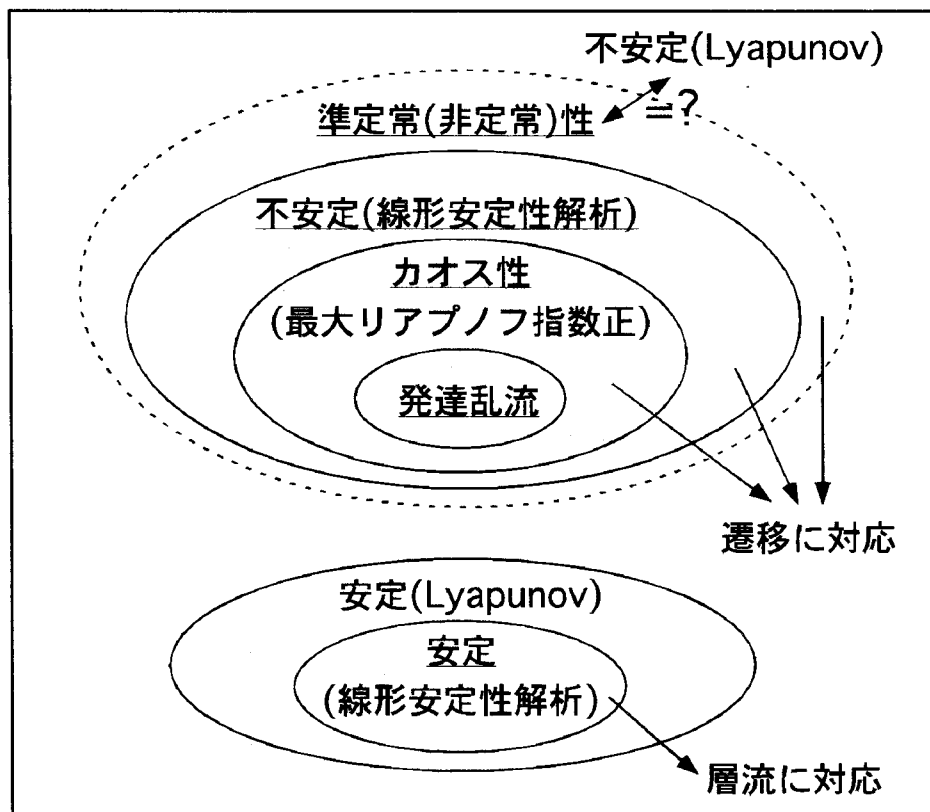 不安定(Lyapunov)
≒?
準定常(非定常)性
不安定(線形安定性解析)
カオス性
(最大リアプノフ指数正)
発達乱流
遷移に対応
安定(Lyapunov)
安定
(線形安定性解析)
層流に対応